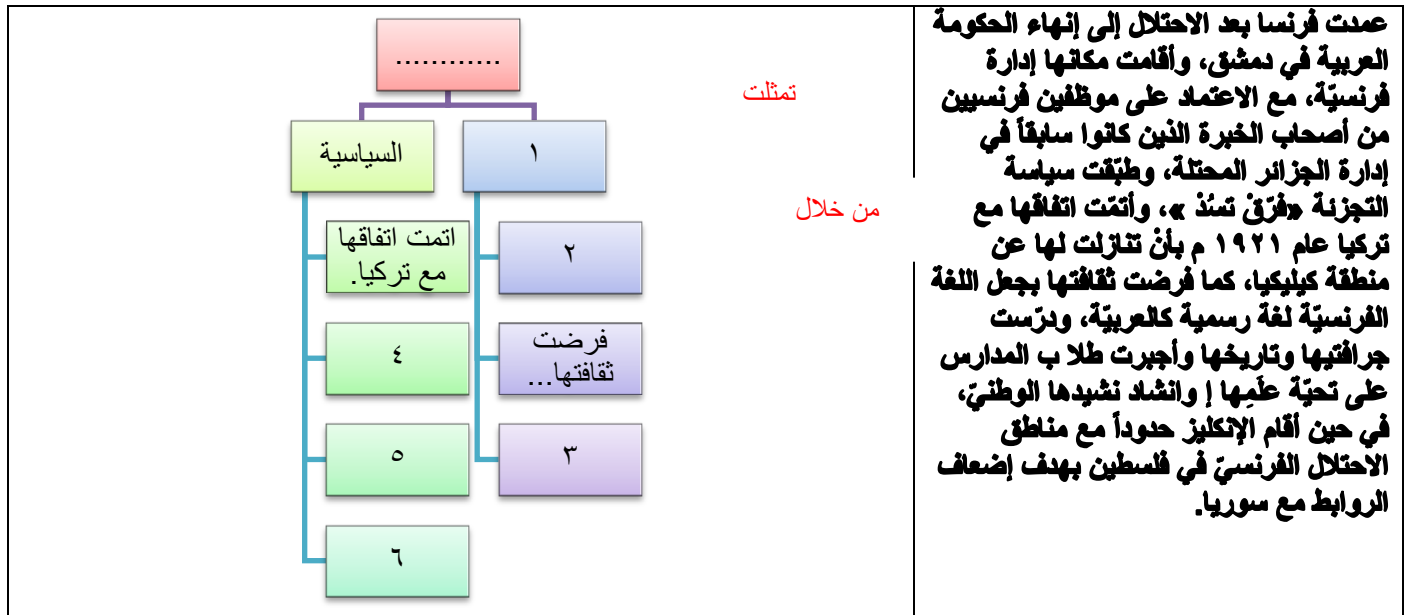 عمدت فرنسا بعد الاحتلال إلى إنهاء الحكومة
العربية في دمشق، وأقامت مكانها إدارة
فرنسيّة، مع الاعتماد على موظفين فرنسيين
من أصحاب الخبرة الذين كانوا سابقاً في
إدارة الجزائر المحتلة، وطبّقت سياسة
التجزئة «فرّقْ تسُدْ »، وأتمّت اتفاقها مع
تركيا عام ١٩٢١ م بأنْ تنازلت لها عن
منطقة كيليكيا، كما فرضت ثقافتها بجعل اللغة
الفرنسيّة لغة رسمية كالعربيّة، ودرّست
جرافتيها وتاريخها وأجبرت طلا ب المدارس
على تحيّة علَمِها إ وانشاد نشيدها الوطنيّ،
في حين أقام الإنكليز حدوداً مع مناطق
الاحتلال الفرنسيّ في فلسطين بهدف إضعاف
الروابط مع سوريا.
............
تمثلت
١
السياسية
من خلال
٢
اتمت اتفاقها
مع تركيا.
فرضت
ثقافتها...
٤
٣
٥
٦